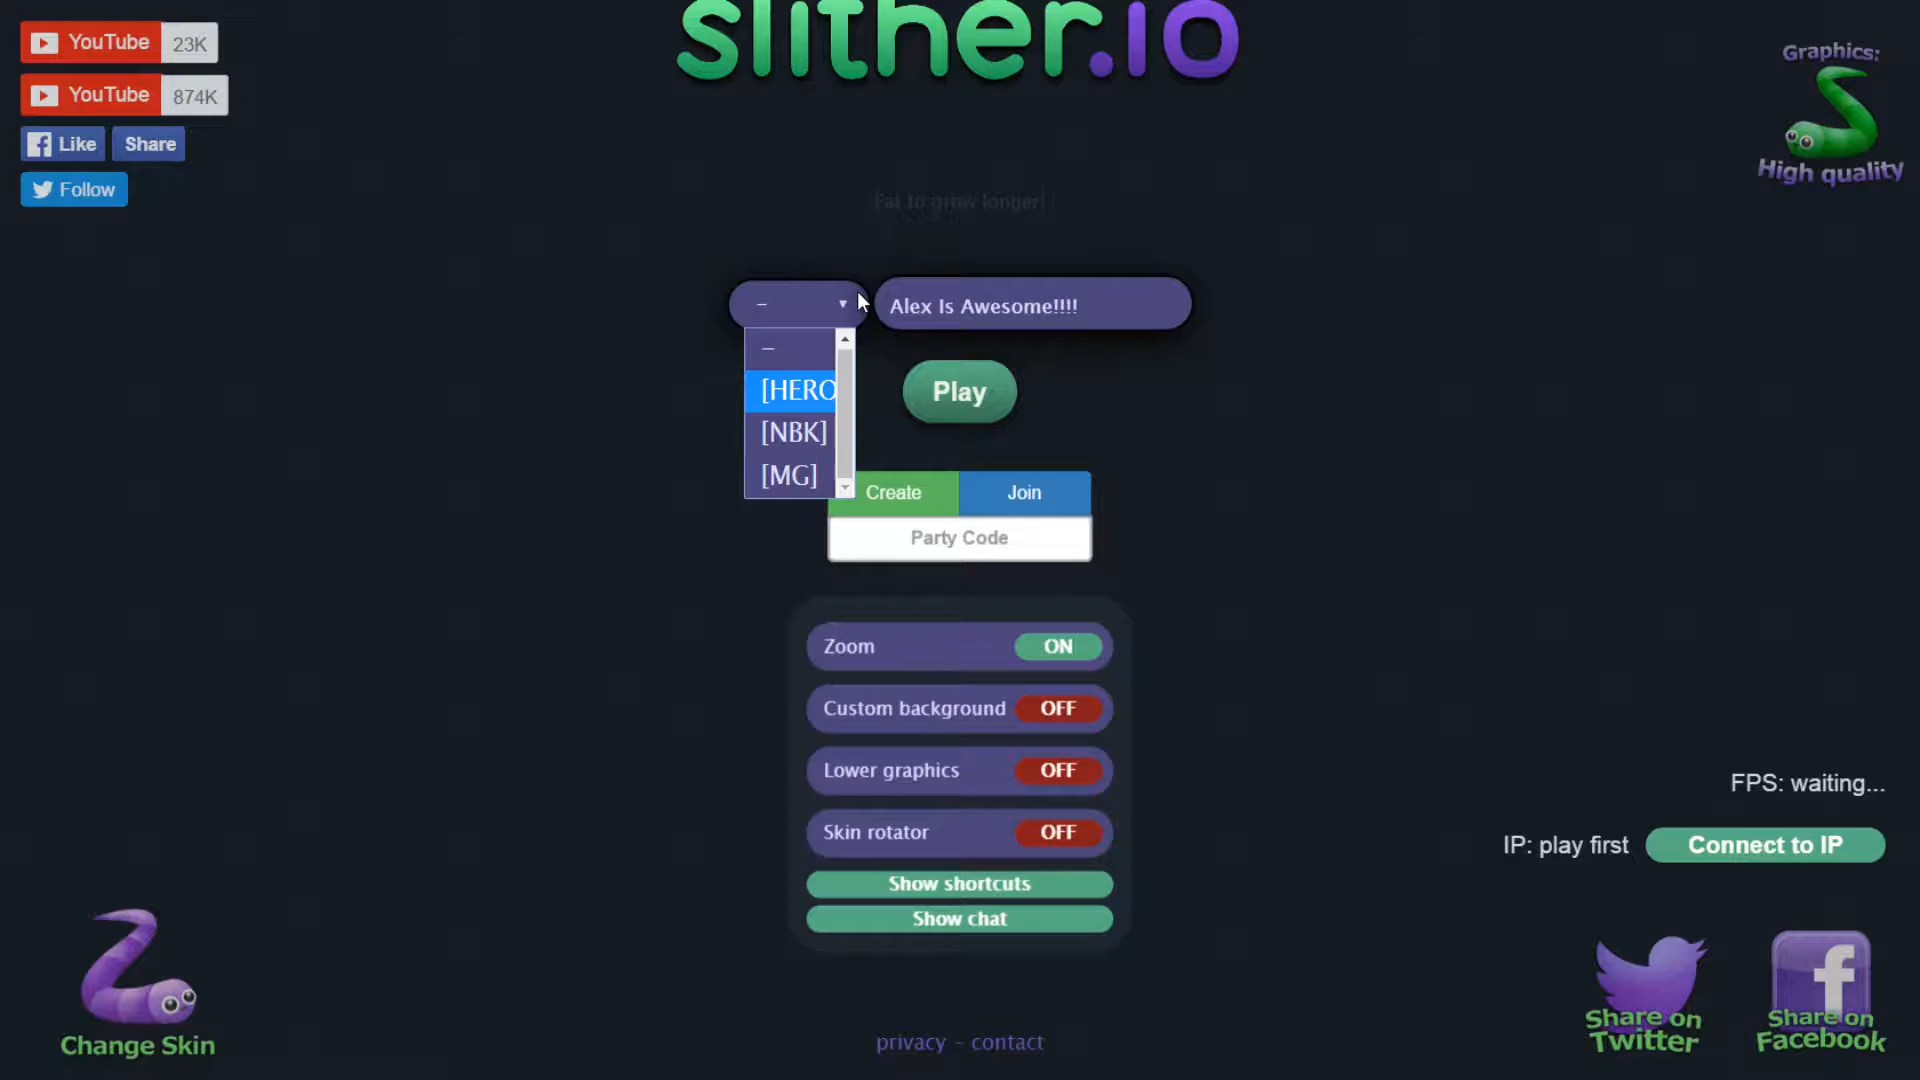 slither.io
YouTube 23K
YouTube 874K
Like Share
Follow
Graphics:
High quality
Eat to grow longer!
–
Alex Is Awesome!!!!
–
[HERO
[NBK]
[MG]
Play
Create Join
Party Code
Zoom ON
Custom background OFF
Lower graphics OFF
Skin rotator OFF
Show shortcuts
Show chat
FPS: waiting...
IP: play first Connect to IP
Change Skin
privacy - contact
Share on
Twitter
Share on
Facebook